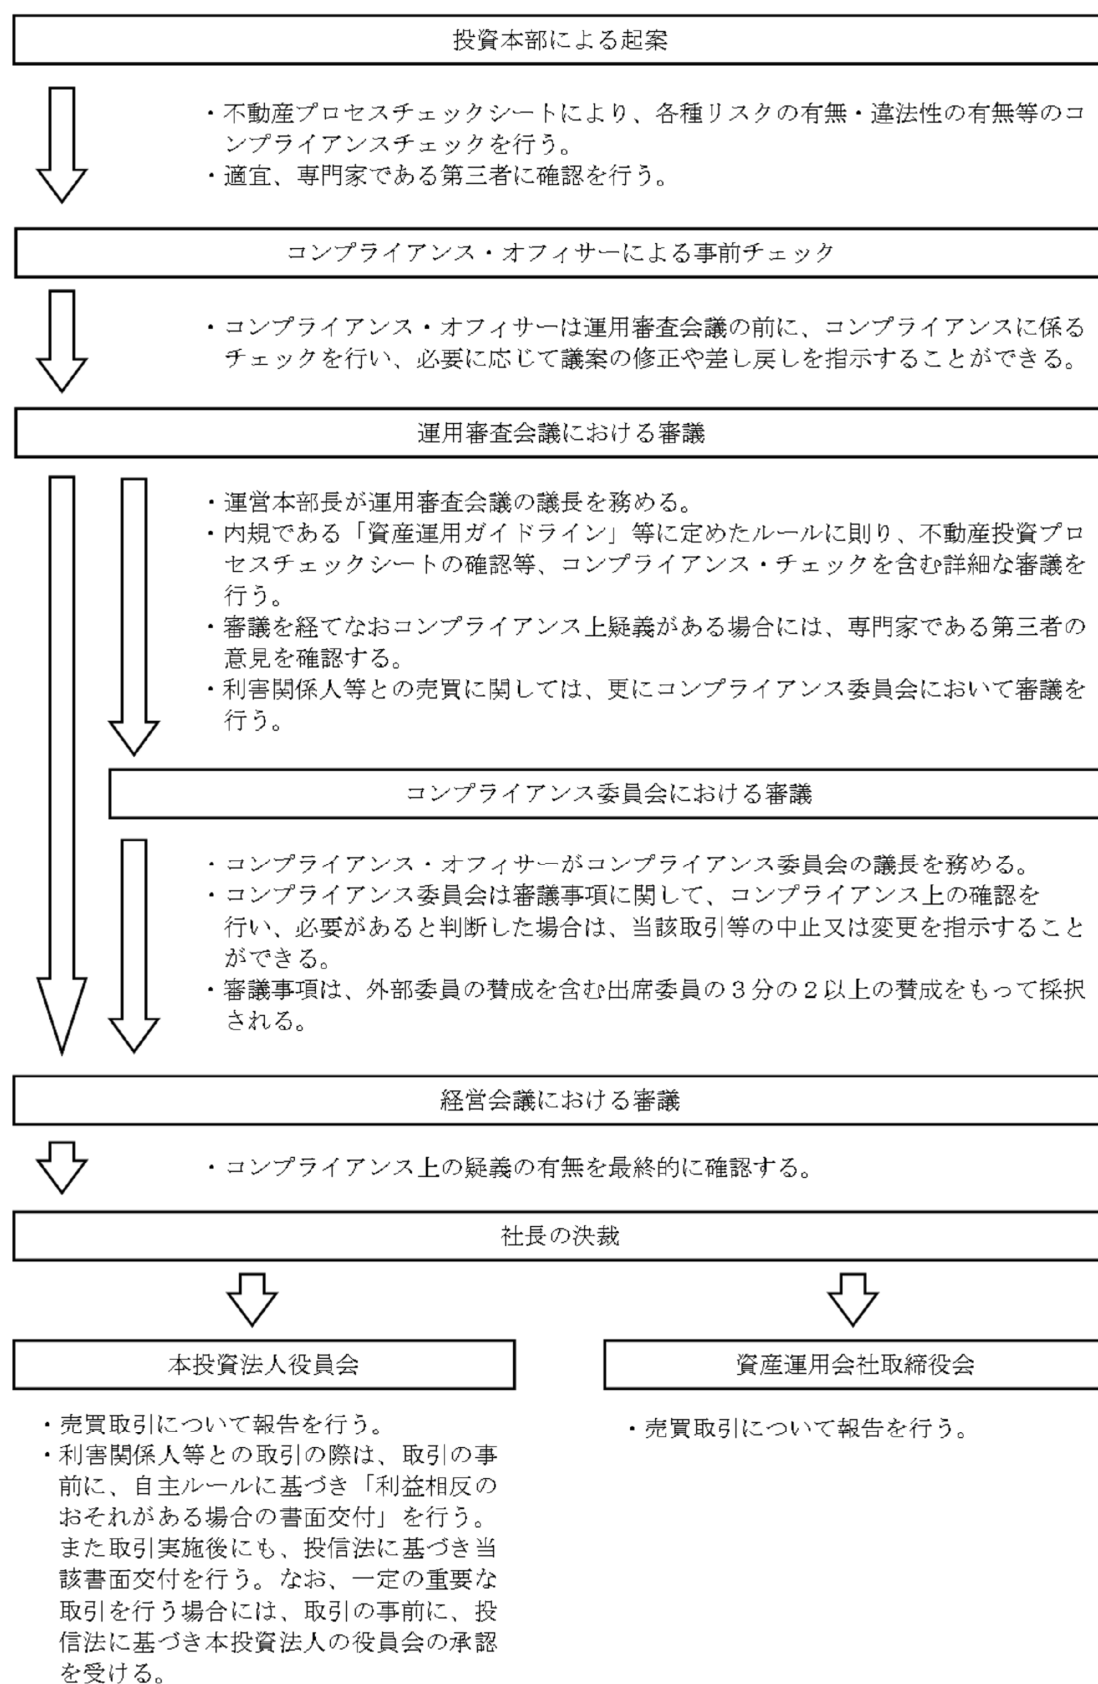 投資本部による起案
・不動産プロセスチェックシートにより、各種リスクの有無・違法性の有無等のコ
ンプライアンスチェックを行う。
・適宜、専門家である第三者に確認を行う。
コンプライアンス・オフィサーによる事前チェック
・コンプライアンス・オフィサーは運用審査会議の前に、コンプライアンスに係る
チェックを行い、必要に応じて議案の修正や差し戻しを指示することができる。
運用審査会議における審議
・運営本部長が運用審査会議の議長を務める。
・内規である「資産運用ガイドライン」等に定めたルールに則り、不動産投資プロ
セスチェックシートの確認等、コンプライアンス・チェックを含む詳細な審議を
行う。
・審議を経てなおコンプライアンス上疑義がある場合には、専門家である第三者の
意見を確認する。
・利害関係人等との売買に関しては、更にコンプライアンス委員会において審議を
行う。
コンプライアンス委員会における審議
・コンプライアンス・オフィサーがコンプライアンス委員会の議長を務める。
・コンプライアンス委員会は審議事項に関して、コンプライアンス上の確認を
行い、必要があると判断した場合は、当該取引等の中止又は変更を指示すること
ができる。
・審議事項は、外部委員の賛成を含む出席委員の３分の２以上の賛成をもって採択
される。
経営会議における審議
・コンプライアンス上の疑義の有無を最終的に確認する。
社長の決裁
本投資法人役員会
・売買取引について報告を行う。
・利害関係人等との取引の際は、取引の事
前に、自主ルールに基づき「利益相反の
おそれがある場合の書面交付」を行う。
また取引実施後にも、投信法に基づき当
該書面交付を行う。なお、一定の重要な
取引を行う場合には、取引の事前に、投
信法に基づき本投資法人の役員会の承認
を受ける。
資産運用会社取締役会
・売買取引について報告を行う。